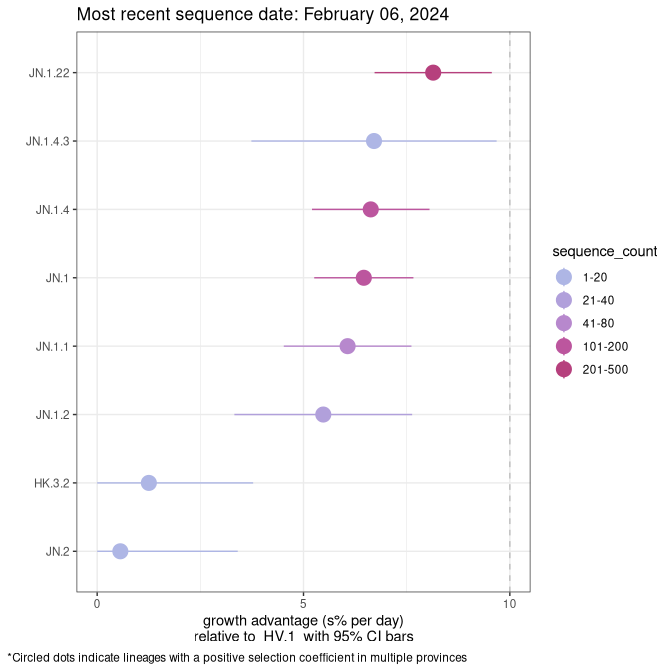 Most recent sequence date: February 06, 2024
JN.1.22
JN.1.4.3
JN.1.4
JN.1
JN.1.1
JN.1.2
HK.3.2
JN.2
0 5 10
growth advantage (s% per day)
relative to HV.1 with 95% CI bars
sequence_count
1-20
21-40
41-80
101-200
201-500
*Circled dots indicate lineages with a positive selection coefficient in multiple provinces